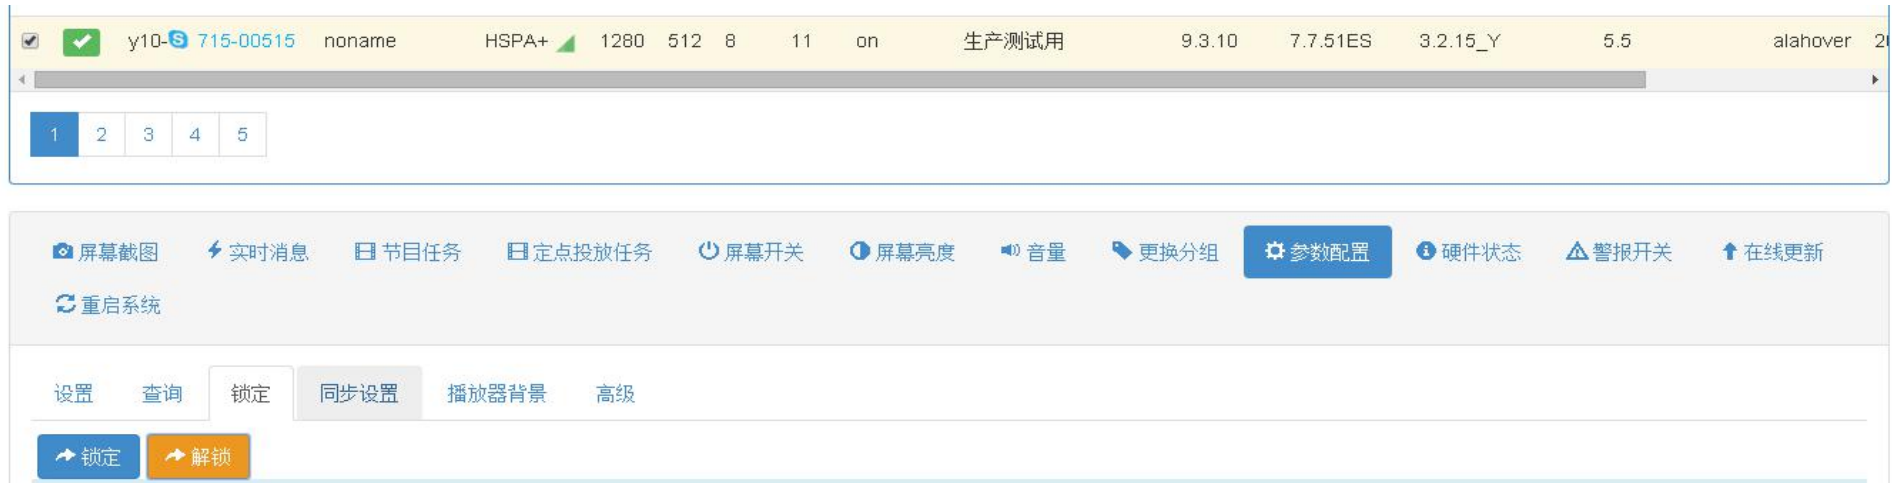 y10-715-00515 noname HSPA+ 1280 512 8 11 on 生产测试用 9.3.10 7.7.51ES 3.2.15_Y 5.5 alahover
1 2 3 4 5
屏幕截图 实时消息 节目任务 定点投放任务 屏幕开关 屏幕亮度 音量 更换分组 参数配置 硬件状态 警报开关 在线更新
重启系统
设置 查询 锁定 同步设置 播放器背景 高级
锁定 解锁